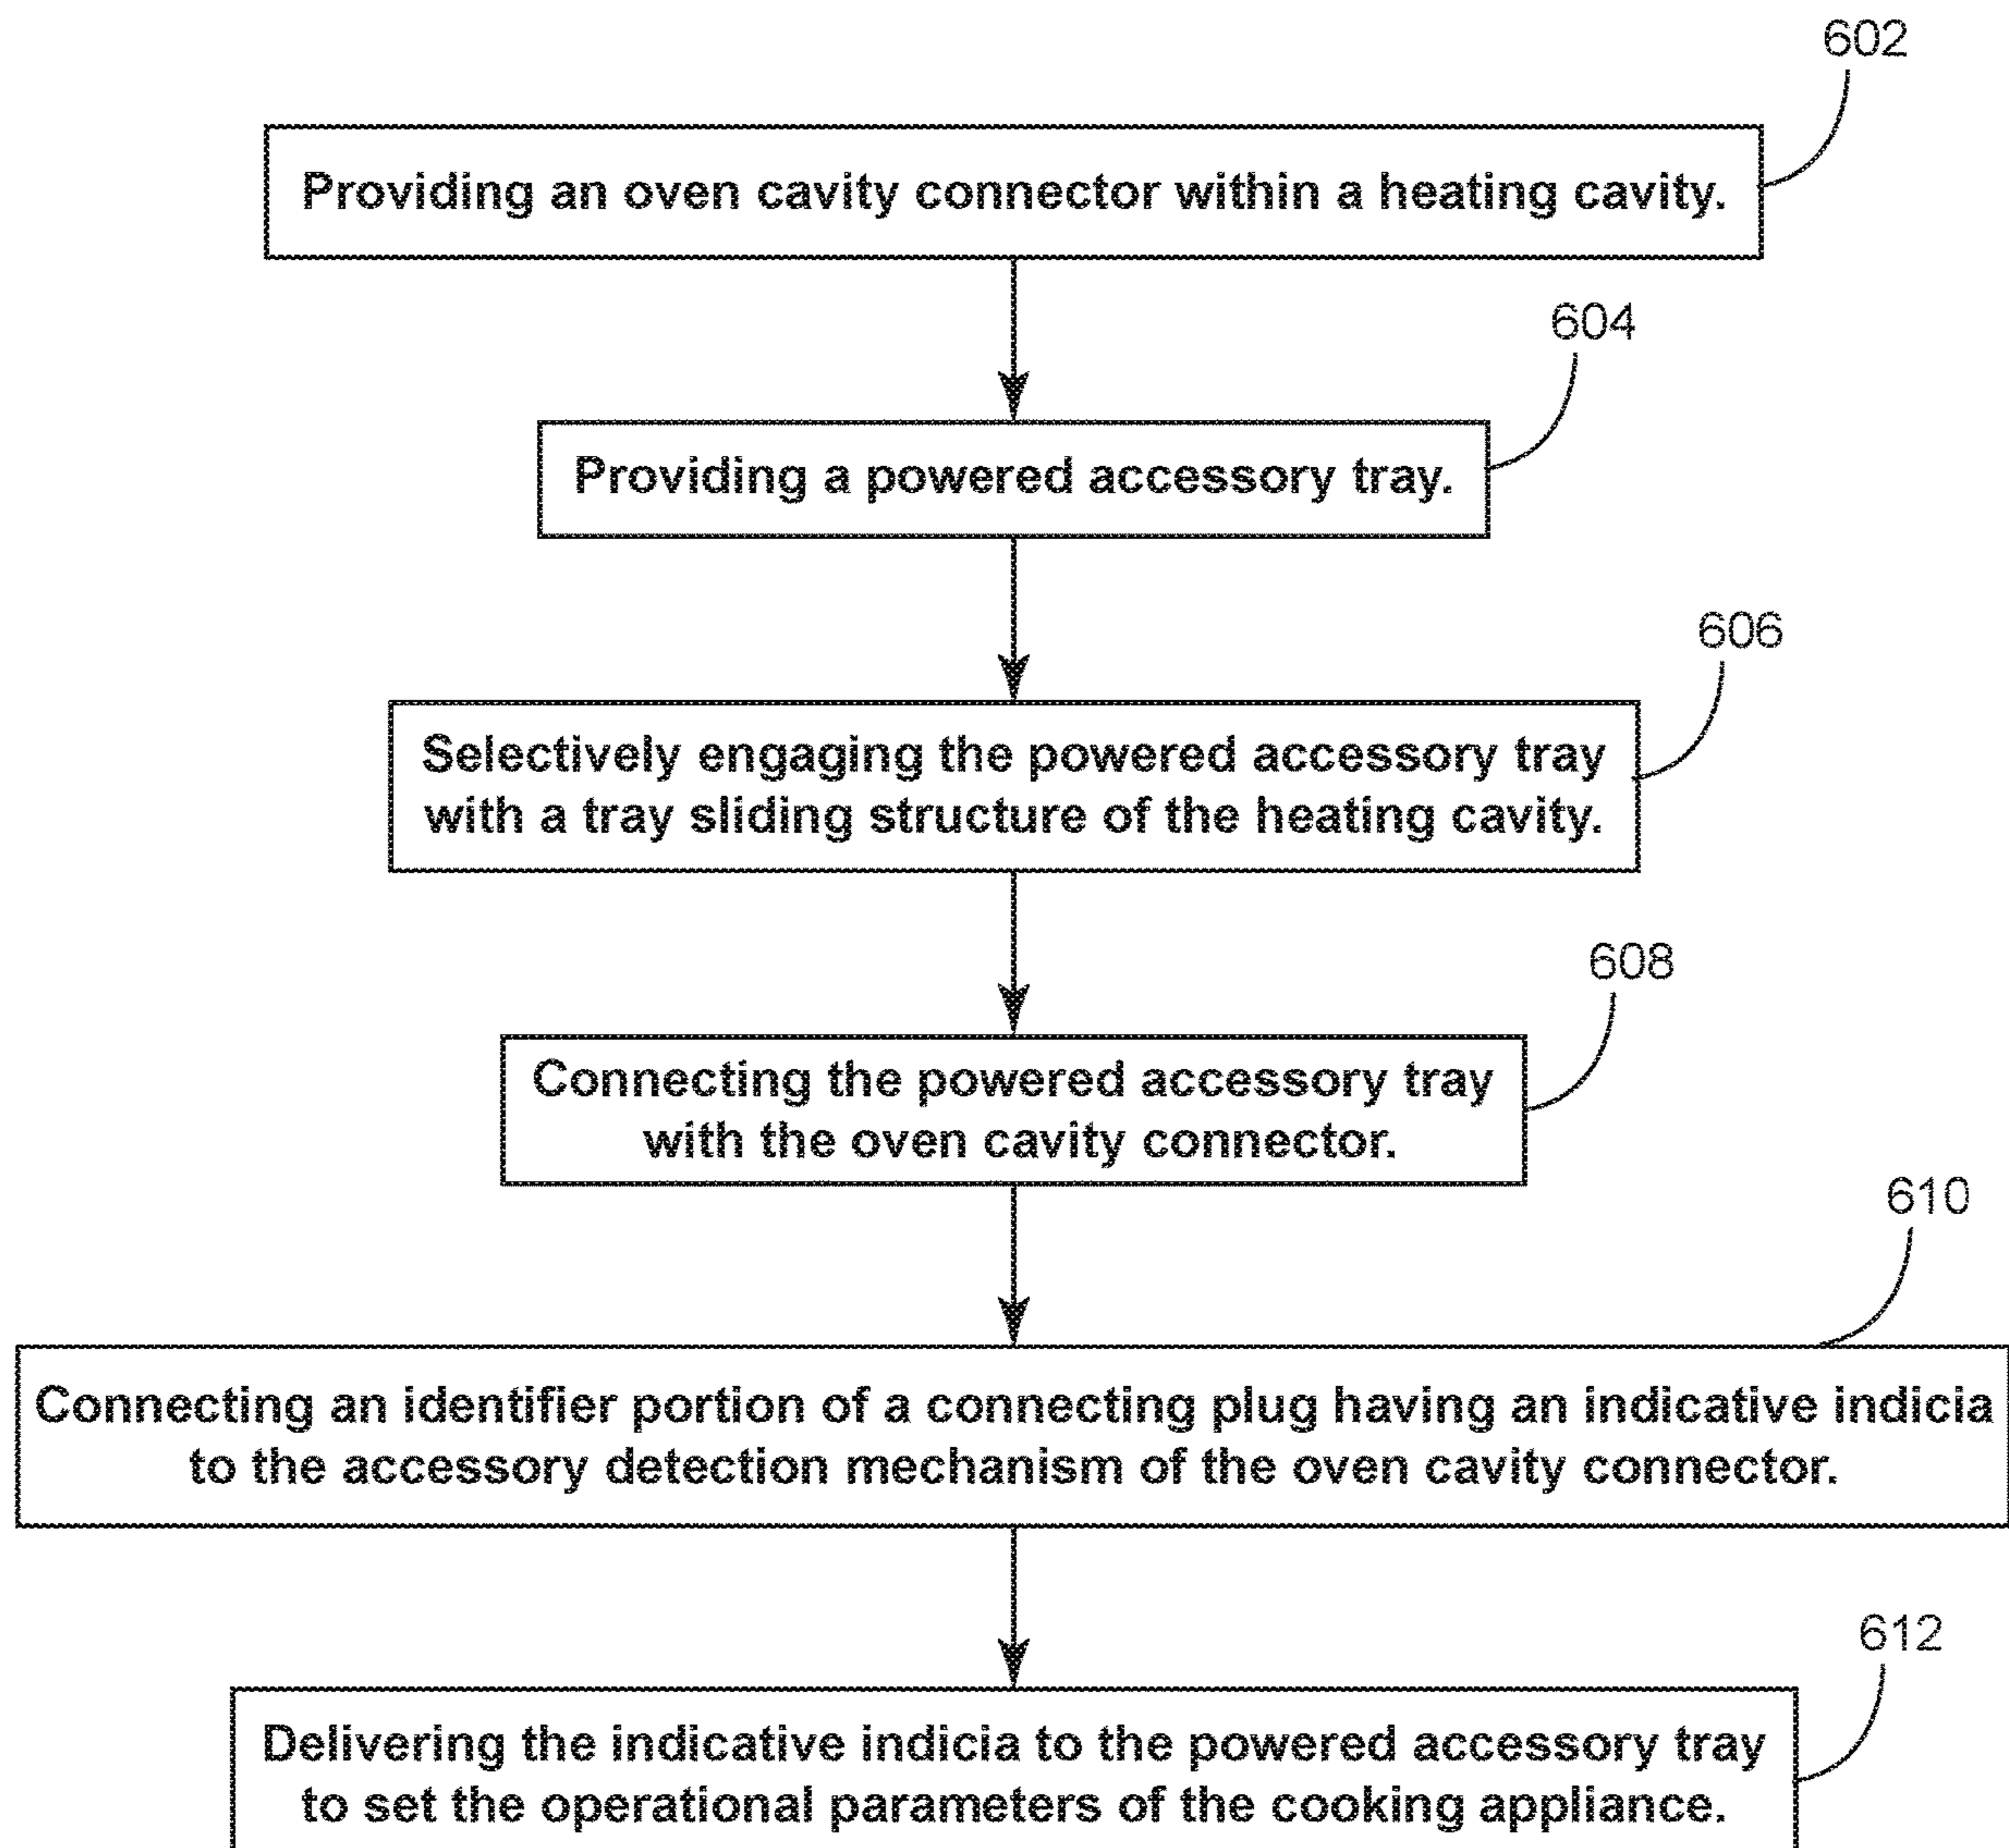 602
Providing an oven cavity connector within a heating cavity.
604
Providing a powered accessory tray.
606
Selectively engaging the powered accessory tray
with a tray sliding structure of the heating cavity.
608
Connecting the powered accessory tray
with the oven cavity connector.
610
Connecting an identifier portion of a connecting plug having an indicative indicia
to the accessory detection mechanism of the oven cavity connector.
612
Delivering the indicative indicia to the powered accessory tray
to set the operational parameters of the cooking appliance.